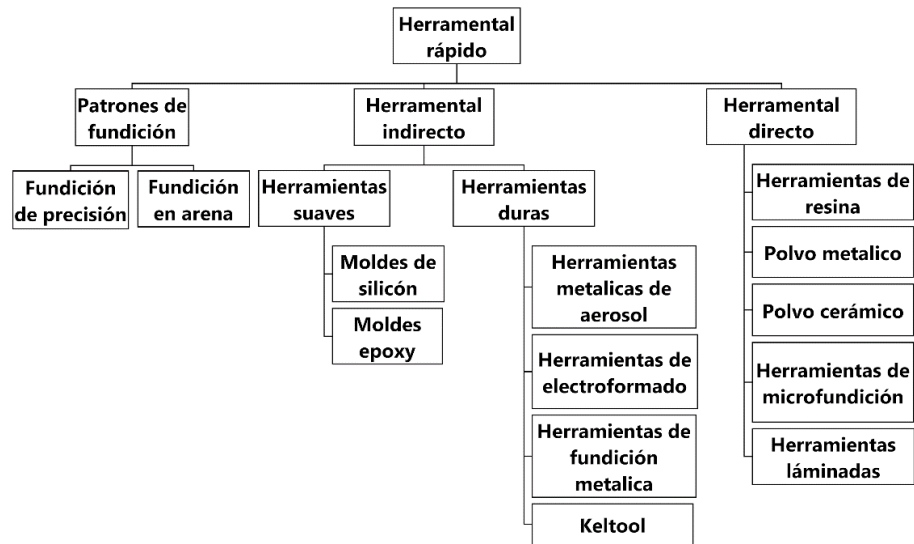 Herramental
rápido
Patrones de
fundición
Herramental
indirecto
Herramental
directo
Fundición
de precisión
Fundición
en arena
Herramientas
suaves
Herramientas
duras
Moldes de
silicón
Moldes
epoxy
Herramientas
metalicas de
aerosol
Herramientas de
electroformado
Herramientas de
fundición
metalica
Keltool
Herramientas de
resina
Polvo metalico
Polvo cerámico
Herramientas de
microfundición
Herramientas
láminadas